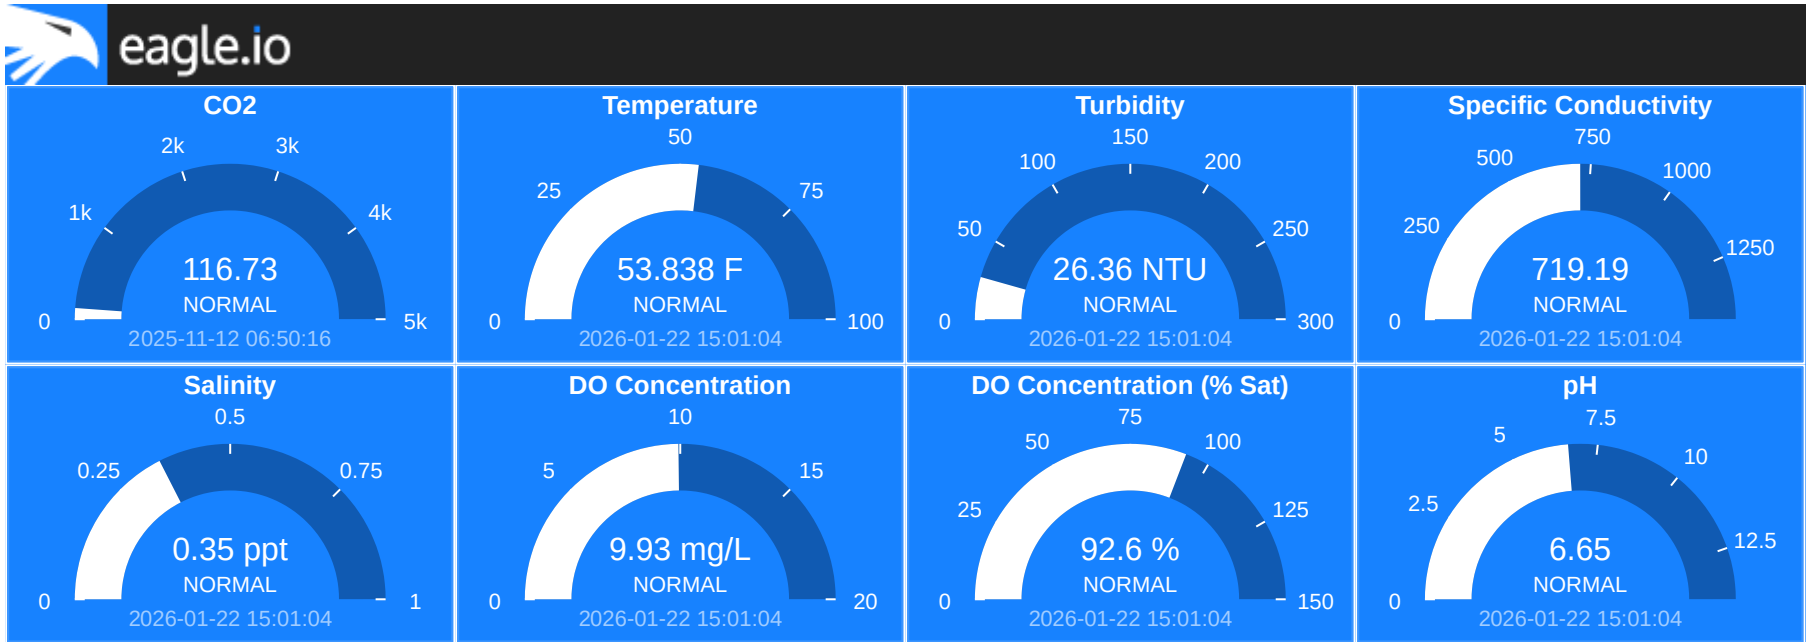 eagle.io
CO2
0
1k
2k
3k
4k
5k
116.73
NORMAL
2025-11-12 06:50:16
Temperature
0
25
50
75
100
53.838 F
NORMAL
2026-01-22 15:01:04
Turbidity
0
50
100
150
200
250
300
26.36 NTU
NORMAL
2026-01-22 15:01:04
Specific Conductivity
0
250
500
750
1000
1250
719.19
NORMAL
2026-01-22 15:01:04
Salinity
0
0.25
0.5
0.75
1
0.35 ppt
NORMAL
2026-01-22 15:01:04
DO Concentration
0
5
10
15
20
9.93 mg/L
NORMAL
2026-01-22 15:01:04
DO Concentration (% Sat)
0
25
50
75
100
125
150
92.6 %
NORMAL
2026-01-22 15:01:04
pH
0
2.5
5
7.5
10
12.5
6.65
NORMAL
2026-01-22 15:01:04